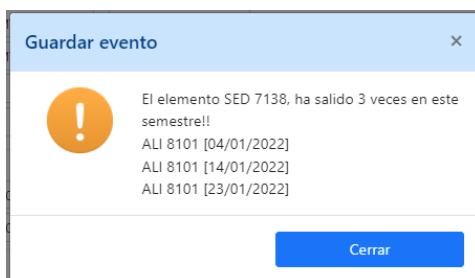 Guardar evento
×
El elemento SED 7138, ha salido 3 veces en este
semestre!!
ALI 8101 [04/01/2022]
ALI 8101 [14/01/2022]
ALI 8101 [23/01/2022]
Cerrar